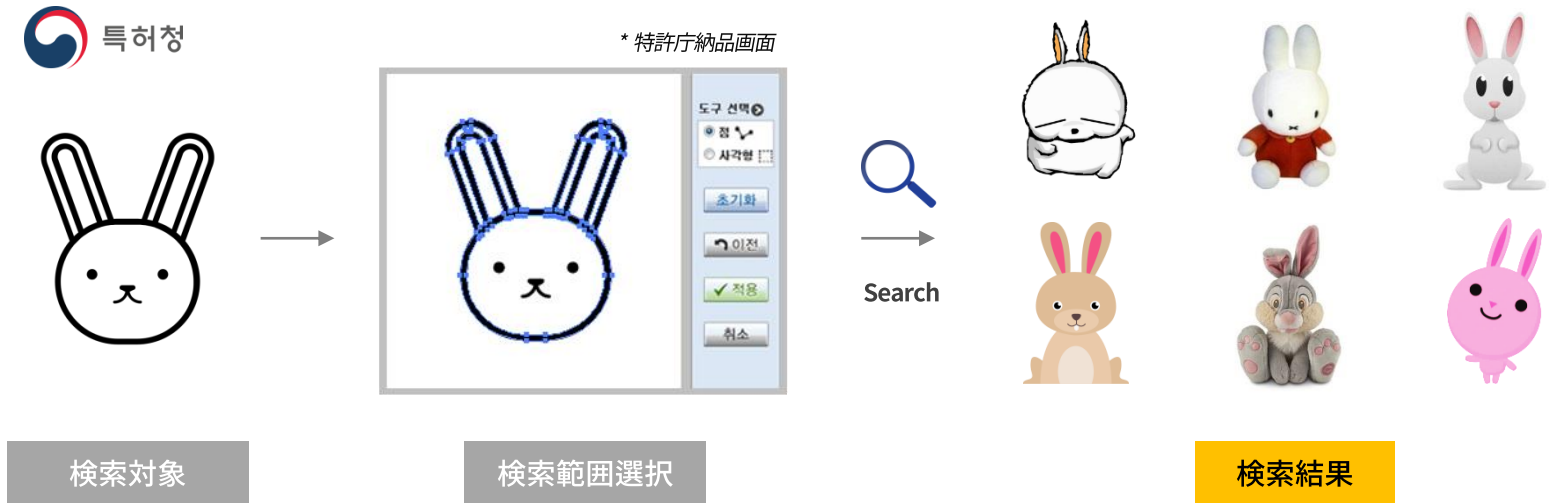 특허청
* 特許庁納品画面
도구 선택
점
사각형
초기화
이전
적용
취소
Search
検索対象
検索範囲選択
検索結果